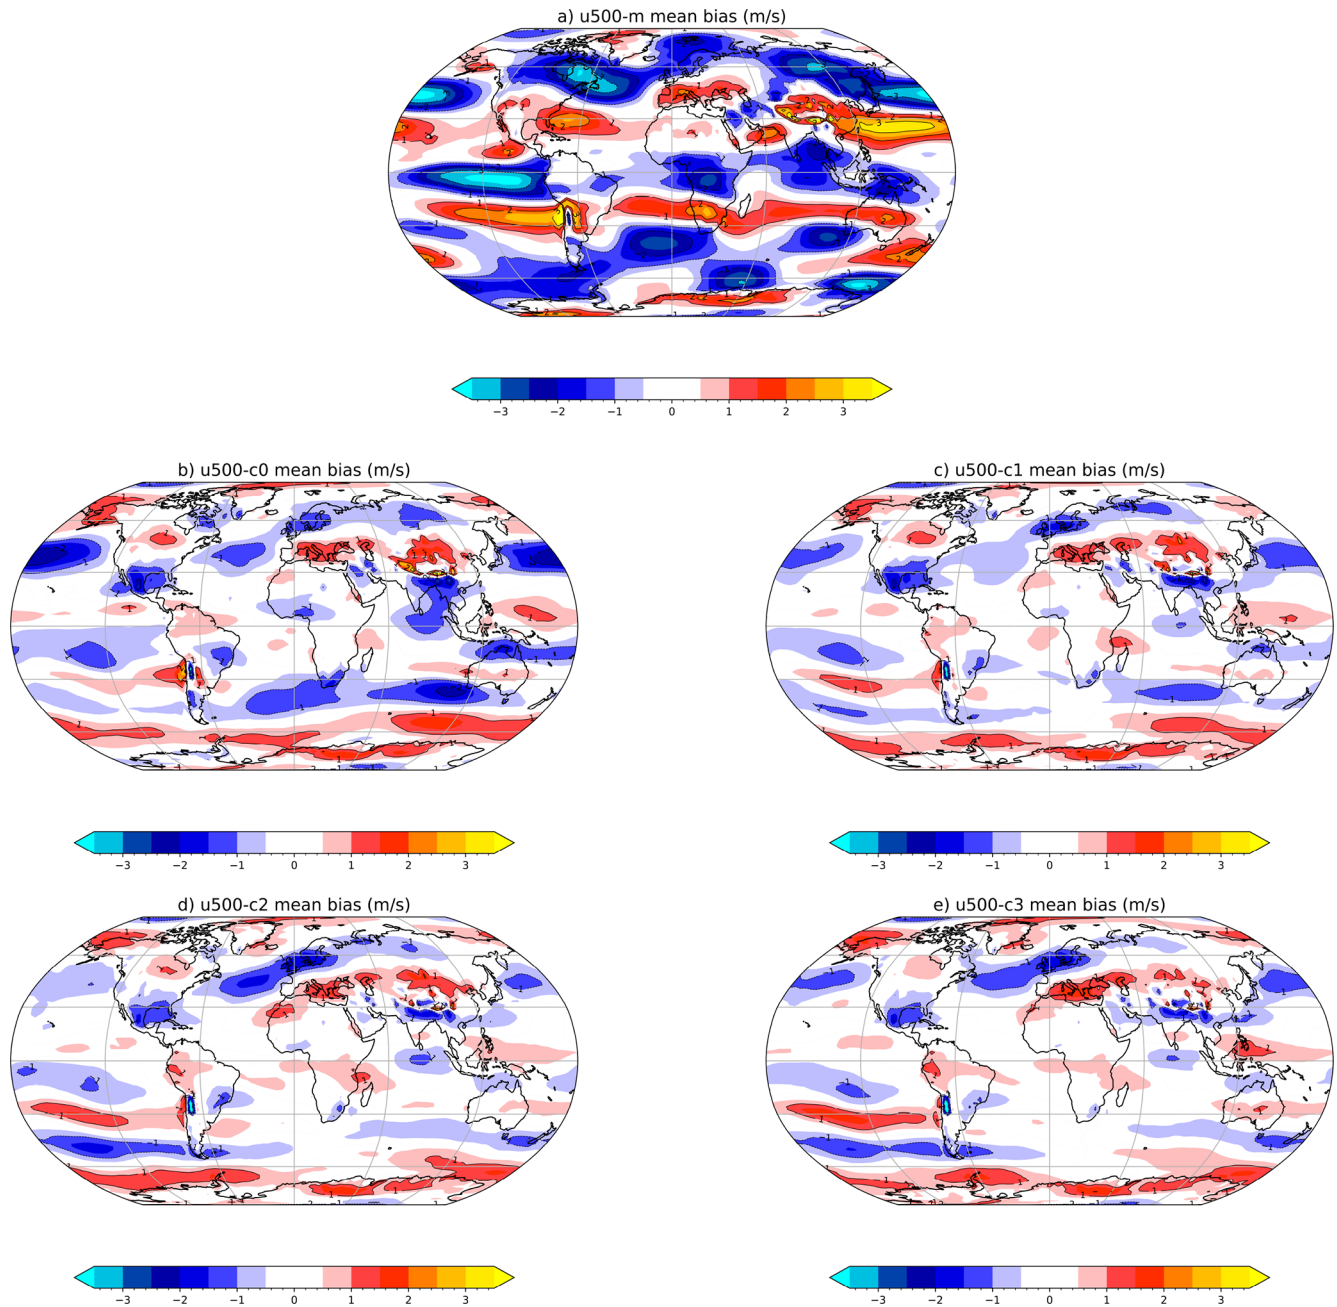 a) u500-m mean bias (m/s)
−3 −2 −1 0 1 2 3
b) u500-c0 mean bias (m/s)
c) u500-c1 mean bias (m/s)
−3 −2 −1 0 1 2 3
−3 −2 −1 0 1 2 3
d) u500-c2 mean bias (m/s)
e) u500-c3 mean bias (m/s)
−3 −2 −1 0 1 2 3
−3 −2 −1 0 1 2 3